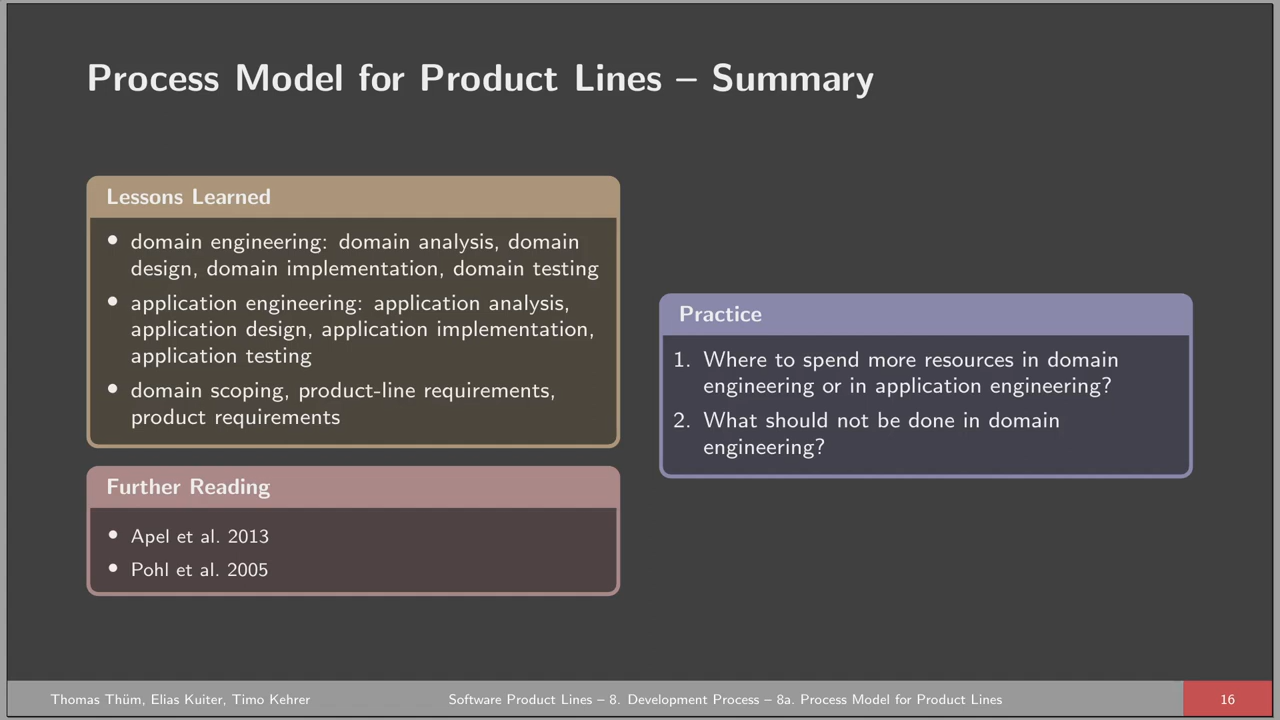 Process Model for Product Lines – Summary
Lessons Learned
• domain engineering: domain analysis, domain
design, domain implementation, domain testing
• application engineering: application analysis,
application design, application implementation,
application testing
• domain scoping, product-line requirements,
product requirements
Further Reading
• Apel et al. 2013
• Pohl et al. 2005
Practice
1. Where to spend more resources in domain
engineering or in application engineering?
2. What should not be done in domain
engineering?
Thomas Thüm, Elias Kuiter, Timo Kehrer
Software Product Lines – 8. Development Process – 8a. Process Model for Product Lines
16